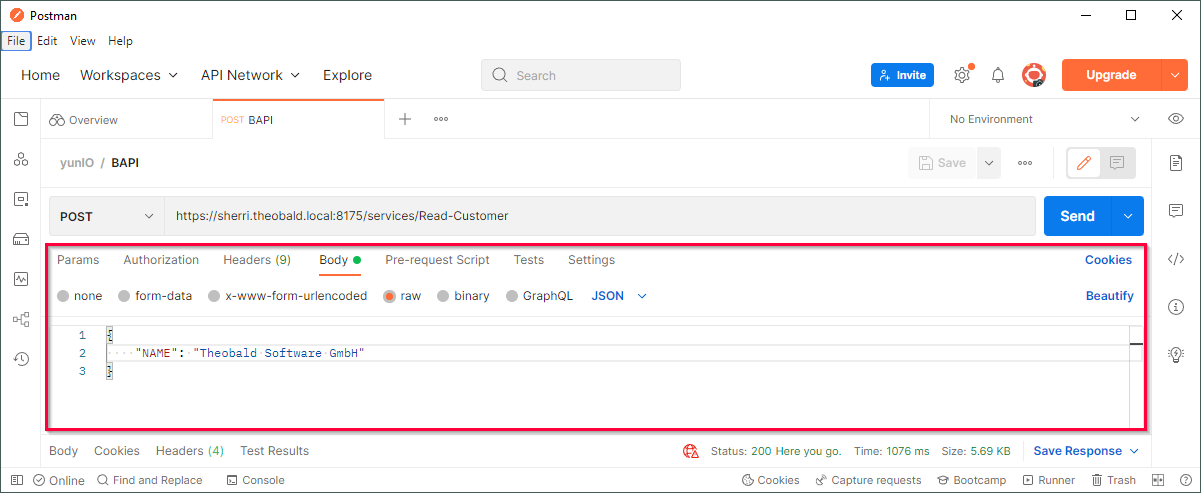 Postman
File Edit View Help
Home Workspaces API Network Explore Search Invite Upgrade
Overview POST BAPI No Environment
yunIO / BAPI Save
POST https://sherri.theobald.local:8175/services/Read-Customer Send
Params Authorization Headers (9) Body Pre-request Script Tests Settings Cookies
none form-data x-www-form-urlencoded raw binary GraphQL JSON Beautify
1 {
2 "NAME": "Theobald Software GmbH"
3 }
Body Cookies Headers (4) Test Results Status: 200 Here you go. Time: 1076 ms Size: 5.69 KB Save Response
Online Find and Replace Console Cookies Capture requests Bootcamp Runner Trash